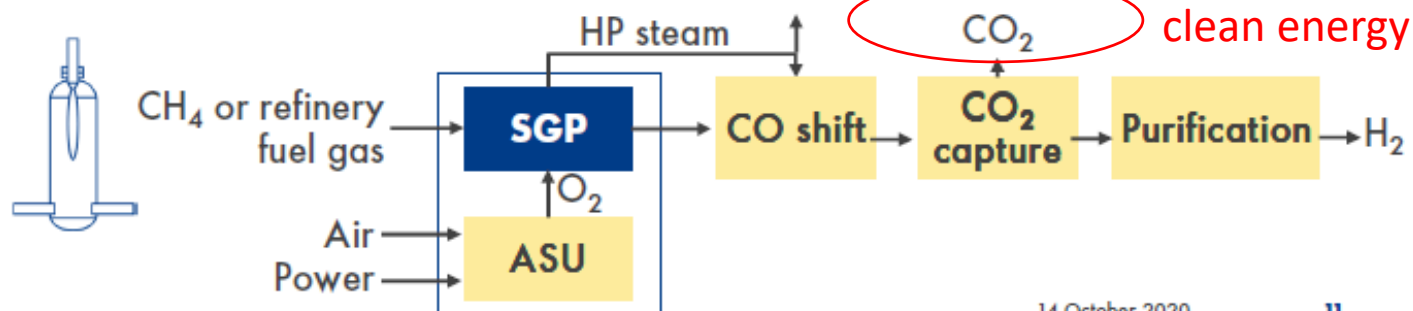 HP steam
CO₂
clean energy
CH₄ or refinery
fuel gas
SGP
CO shift
CO₂
capture
Purification
H₂
O₂
Air
Power
ASU
14 October 2020
11